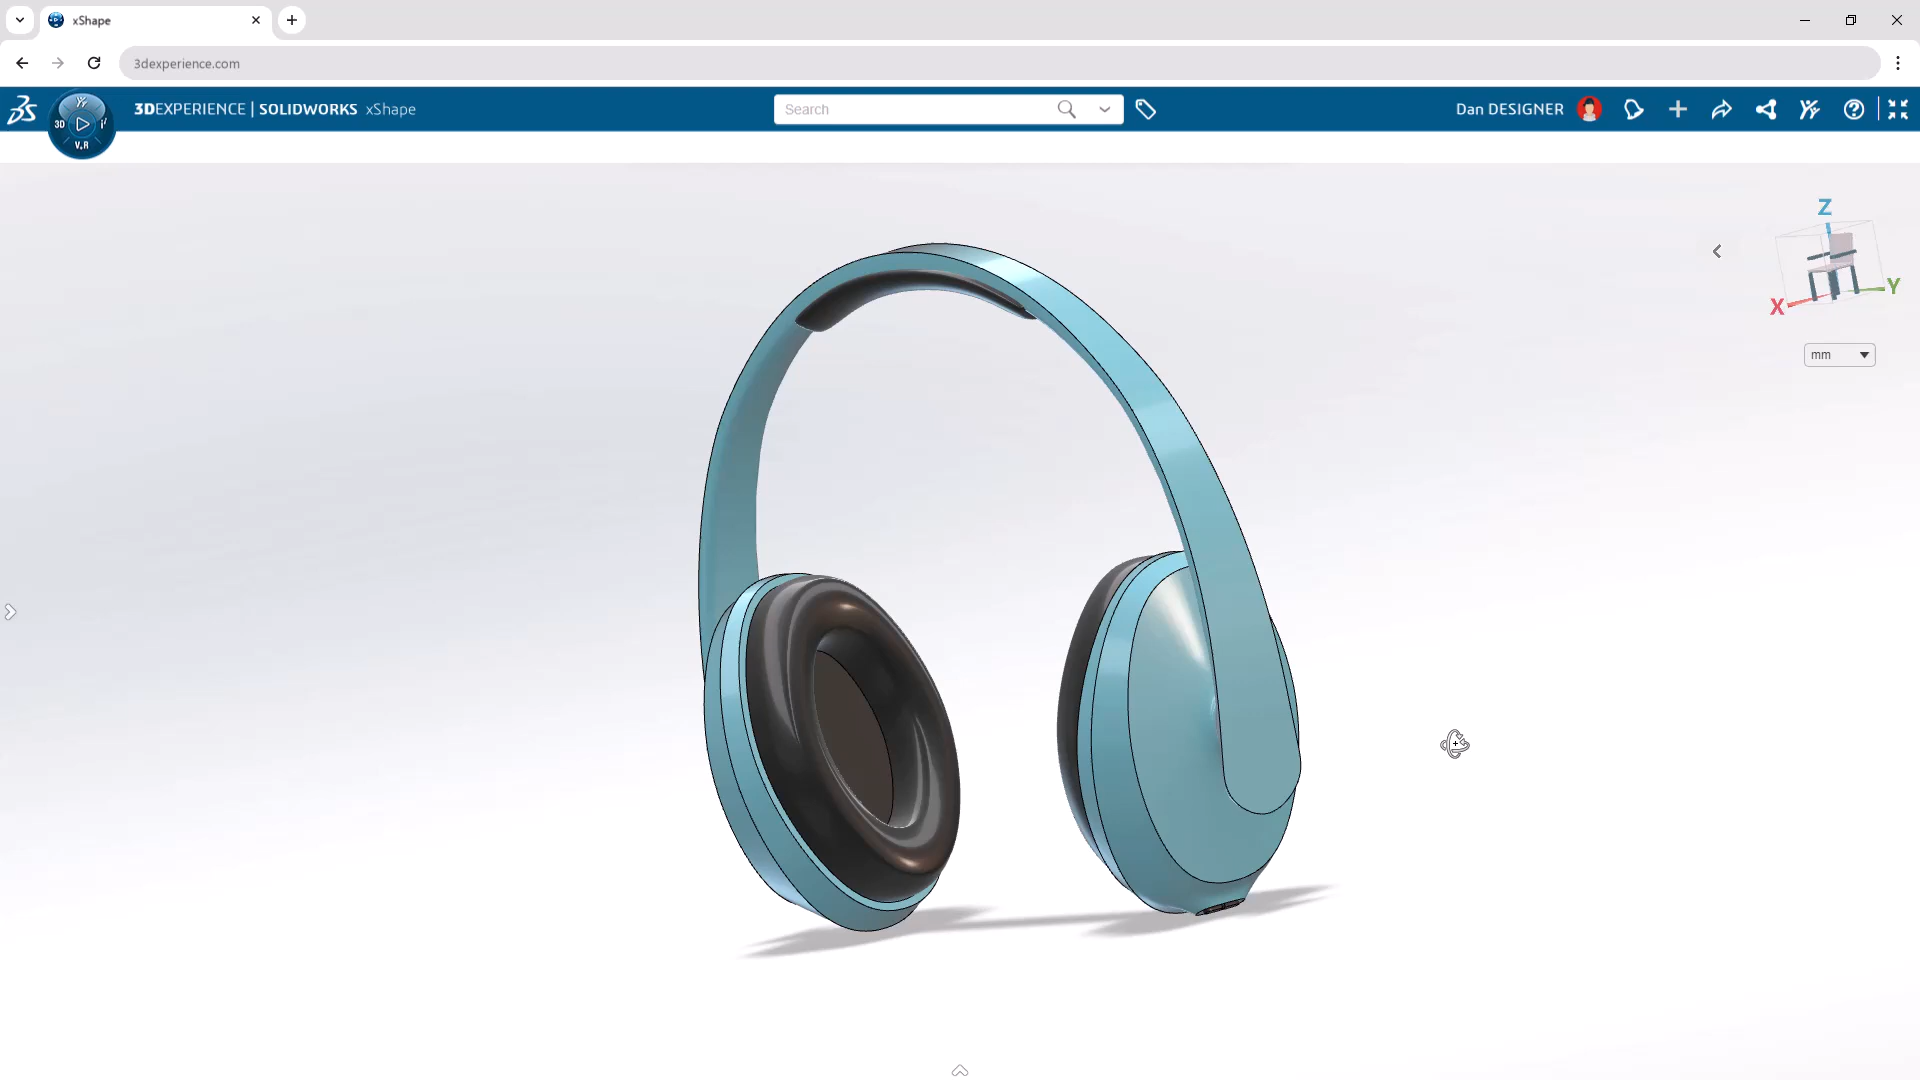 xShape
3dexperience.com
3D
V.R
3DEXPERIENCE | SOLIDWORKS xShape
Search
Dan DESIGNER
Z
Y
X
mm